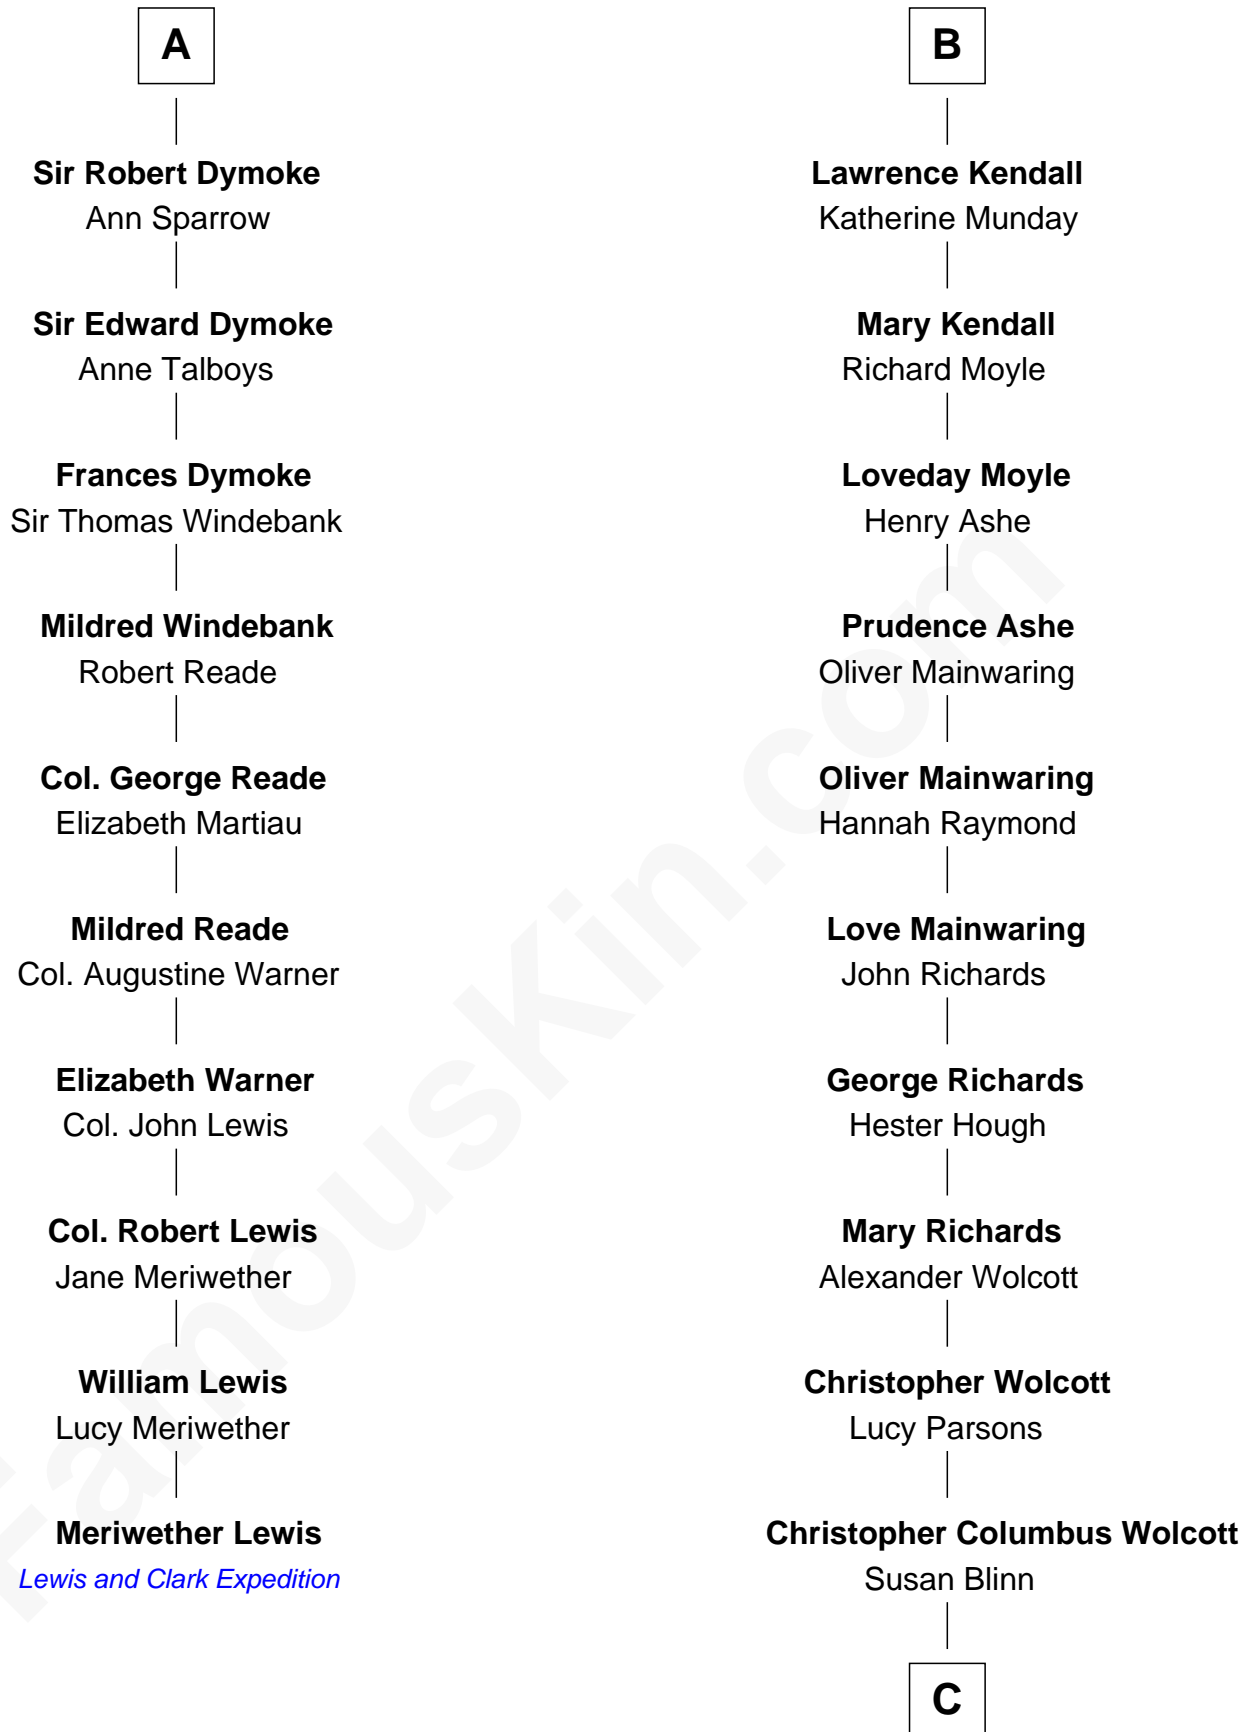 A
Sir Robert Dymoke
Ann Sparrow
Sir Edward Dymoke
Anne Talboys
Frances Dymoke
Sir Thomas Windebank
Mildred Windebank
Robert Reade
Col. George Reade
Elizabeth Martiau
Mildred Reade
Col. Augustine Warner
Elizabeth Warner
Col. John Lewis
Col. Robert Lewis
Jane Meriwether
William Lewis
Lucy Meriwether
Meriwether Lewis
Lewis and Clark Expedition
B
Lawrence Kendall
Katherine Munday
Mary Kendall
Richard Moyle
Loveday Moyle
Henry Ashe
Prudence Ashe
Oliver Mainwaring
Oliver Mainwaring
Hannah Raymond
Love Mainwaring
John Richards
George Richards
Hester Hough
Mary Richards
Alexander Wolcott
Christopher Wolcott
Lucy Parsons
Christopher Columbus Wolcott
Susan Blinn
C
FamousKin.com